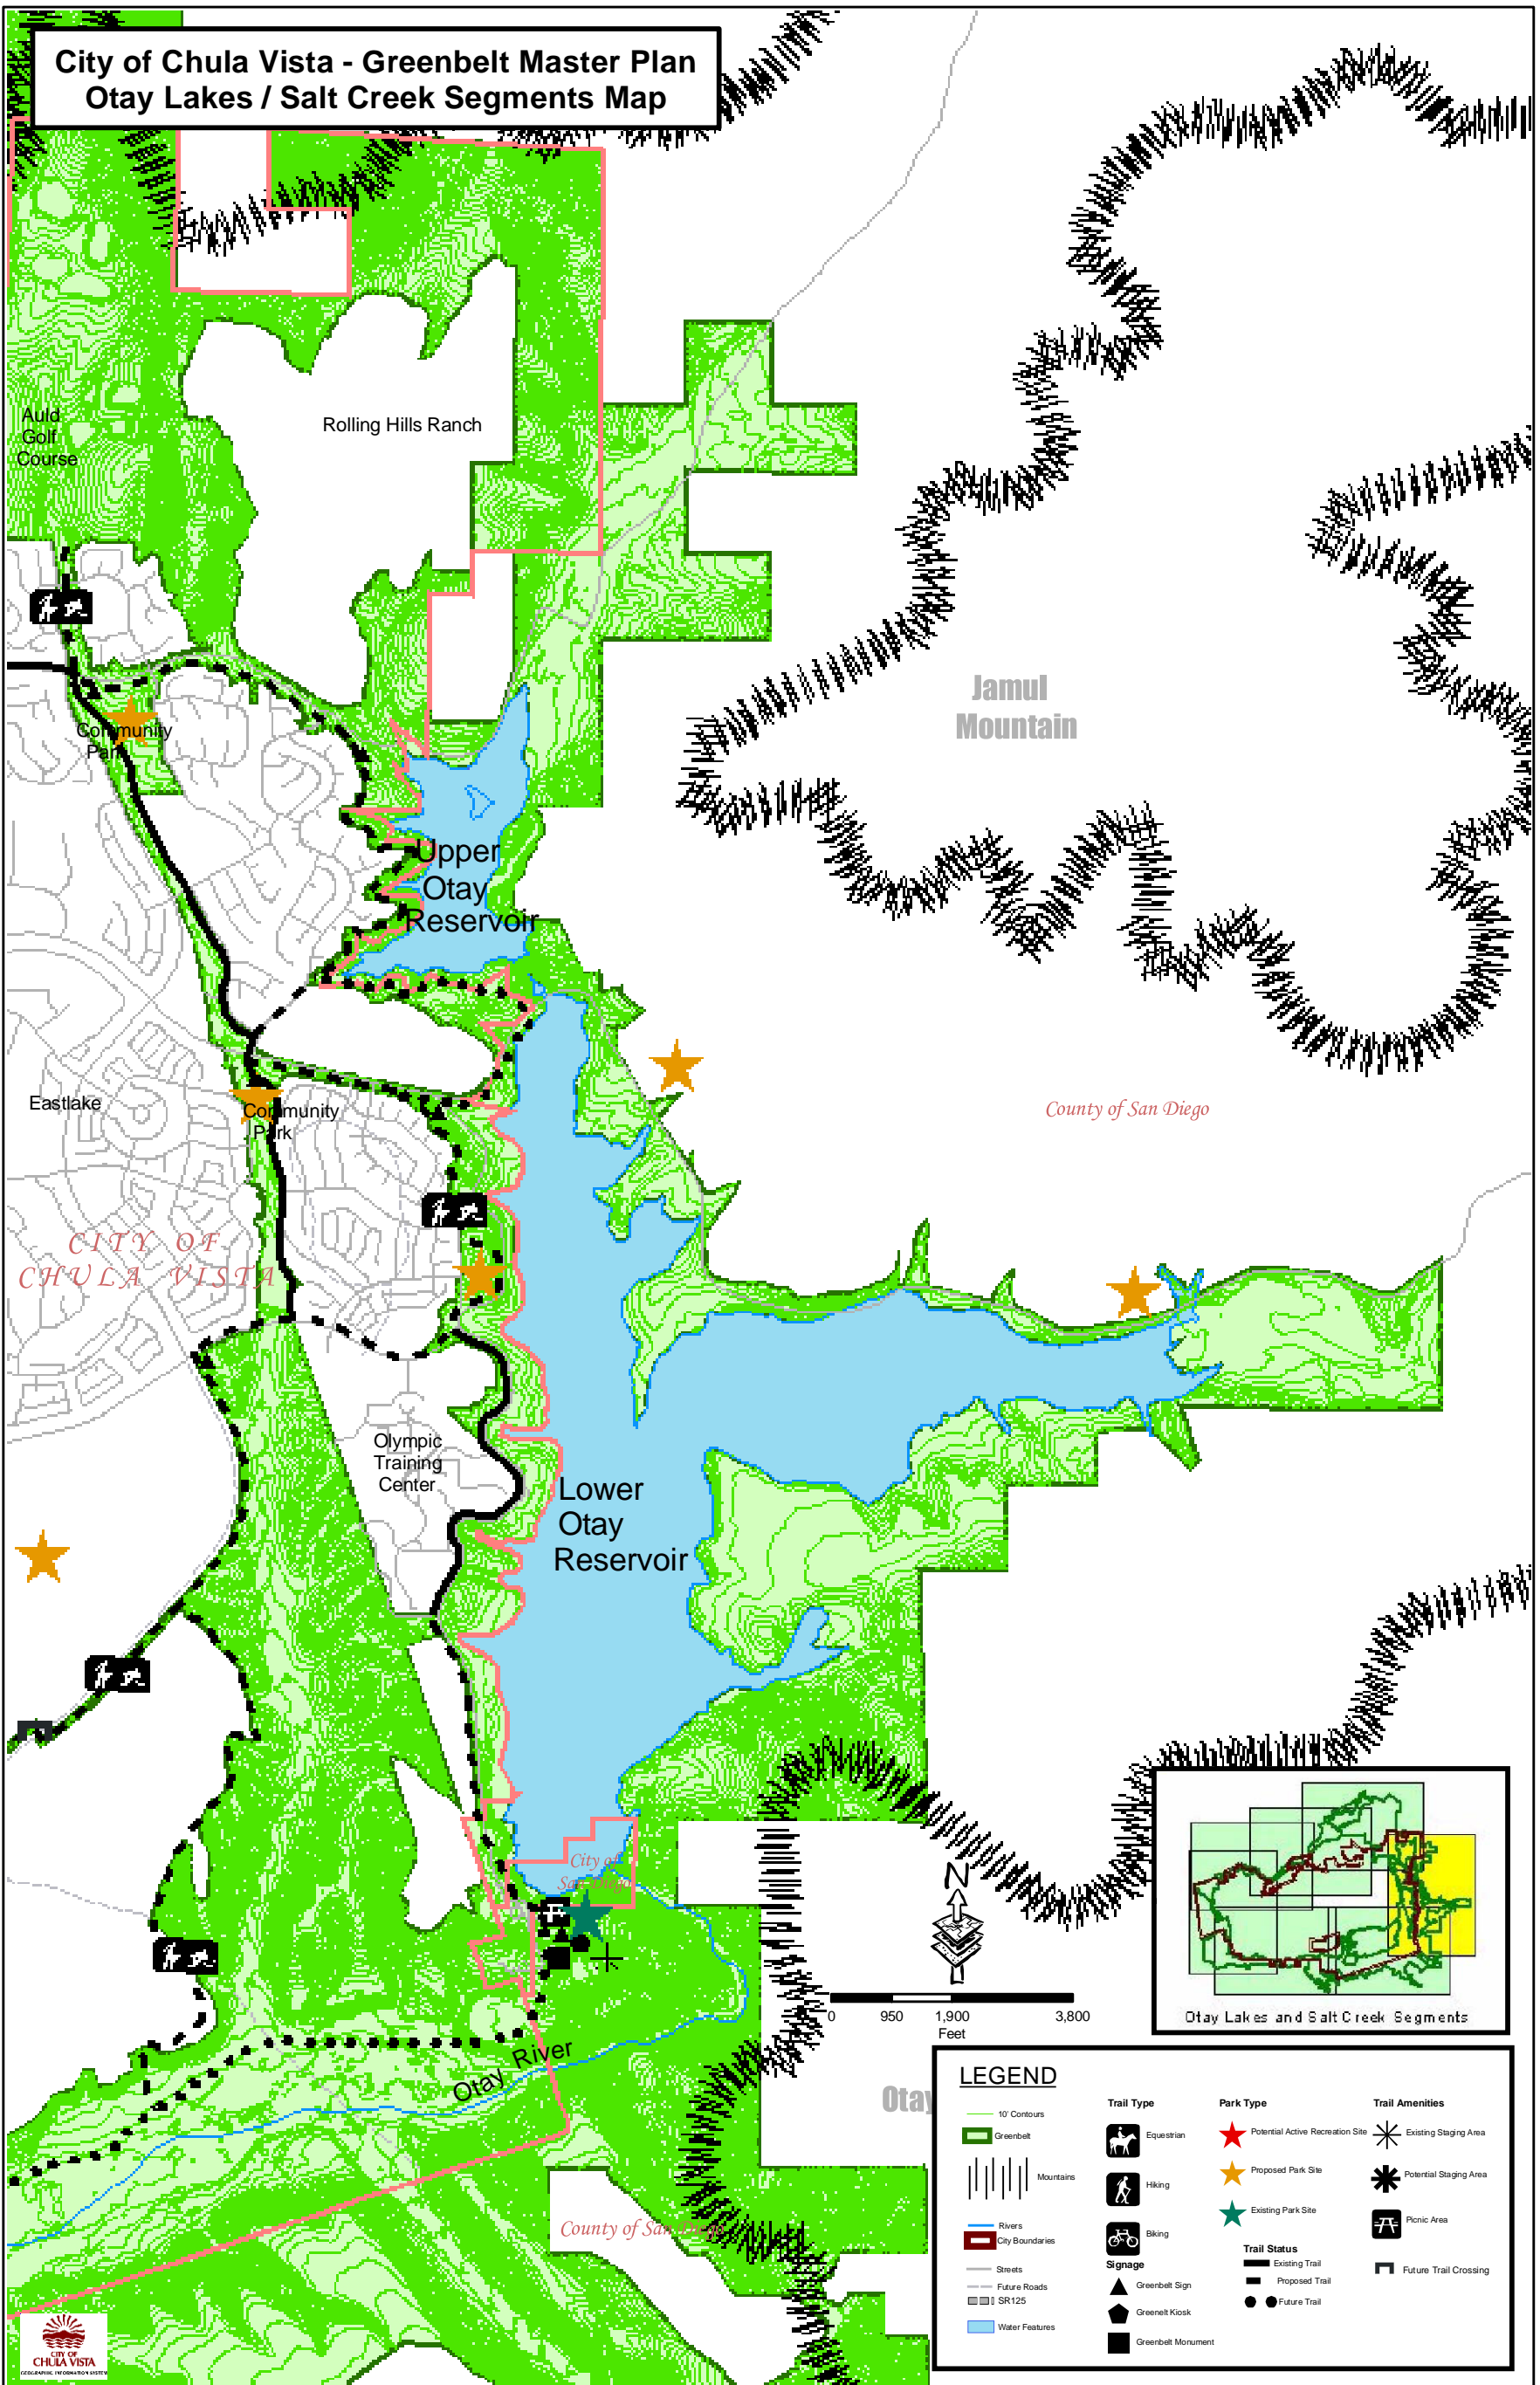 City of Chula Vista - Greenbelt Master Plan
Otay Lakes / Salt Creek Segments Map
Auld
Golf
Course
Rolling Hills Ranch
Jamul
Mountain
Community
Park
Upper
Otay
Reservoir
Eastlake
Community
Park
County of San Diego
CITY OF
CHULA VISTA
Olympic
Training
Center
Lower
Otay
Reservoir
City of
San Diego
N
0 950 1,900 3,800
Feet
Otay Lakes and Salt Creek Segments
Otay River
Otay
County of San Diego
LEGEND
10' Contours
Greenbelt
Mountains
Rivers
City Boundaries
Streets
Future Roads
SR125
Water Features
Trail Type
Equestrian
Hiking
Biking
Signage
Greenbelt Sign
Greenelt Kiosk
Greenbelt Monument
Park Type
Potential Active Recreation Site
Proposed Park Site
Existing Park Site
Trail Status
Existing Trail
Proposed Trail
Future Trail
Trail Amenities
Existing Staging Area
Potential Staging Area
Picnic Area
Future Trail Crossing
CITY OF
CHULA VISTA
GEOGRAPHIC INFORMATION SYSTEM